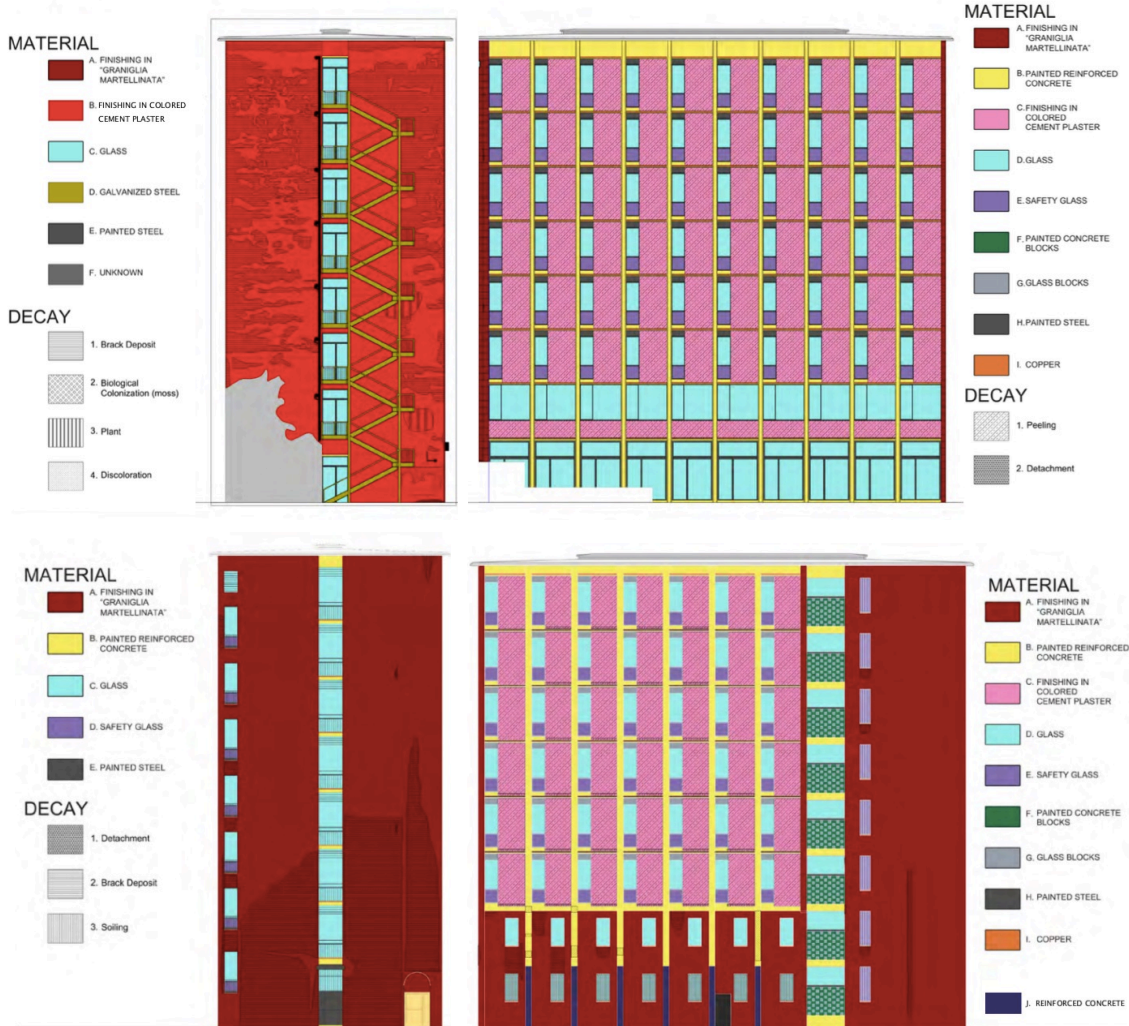 MATERIAL
A. FINISHING IN
"GRANIGLIA
MARTELLINATA"
B. FINISHING IN COLORED
CEMENT PLASTER
C. GLASS
D. GALVANIZED STEEL
E. PAINTED STEEL
F. UNKNOWN
DECAY
1. Brack Deposit
2. Biological
Colonization (moss)
3. Plant
4. Discoloration
MATERIAL
A. FINISHING IN
"GRANIGLIA
MARTELLINATA"
B. PAINTED REINFORCED
CONCRETE
C. FINISHING IN
COLORED
CEMENT PLASTER
D. GLASS
E. SAFETY GLASS
F. PAINTED CONCRETE
BLOCKS
G. GLASS BLOCKS
H. PAINTED STEEL
I. COPPER
DECAY
1. Peeling
2. Detachment
MATERIAL
A. FINISHING IN
"GRANIGLIA
MARTELLINATA"
B. PAINTED REINFORCED
CONCRETE
C. GLASS
D. SAFETY GLASS
E. PAINTED STEEL
DECAY
1. Detachment
2. Brack Deposit
3. Soiling
MATERIAL
A. FINISHING IN
"GRANIGLIA
MARTELLINATA"
B. PAINTED REINFORCED
CONCRETE
C. FINISHING IN
COLORED
CEMENT PLASTER
D. GLASS
E. SAFETY GLASS
F. PAINTED CONCRETE
BLOCKS
G. GLASS BLOCKS
H. PAINTED STEEL
I. COPPER
J. REINFORCED CONCRETE